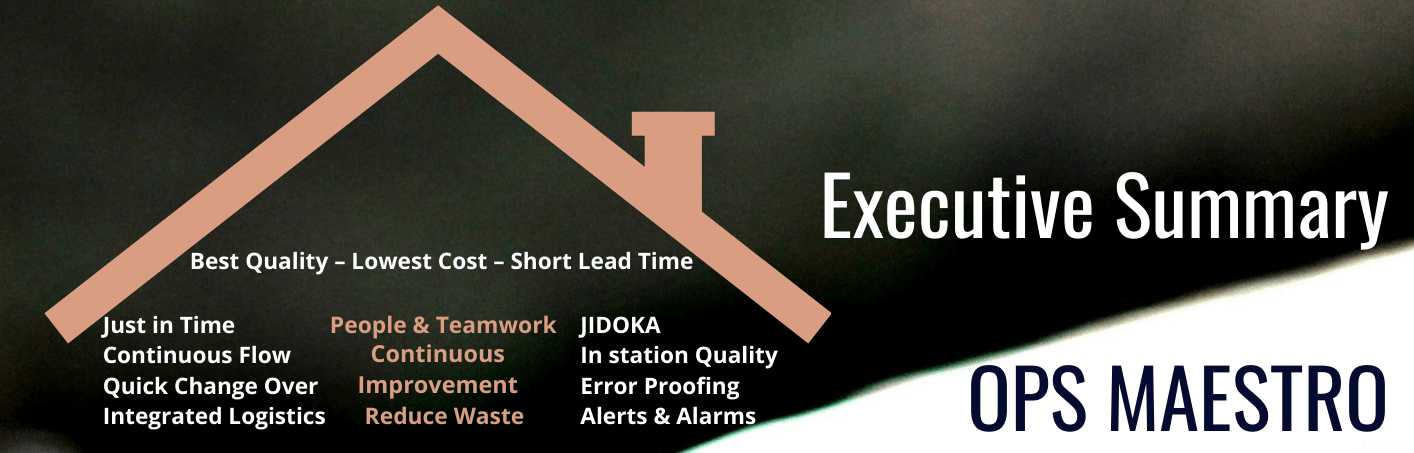 Best Quality – Lowest Cost – Short Lead Time
Just in Time
Continuous Flow
Quick Change Over
Integrated Logistics
People & Teamwork
Continuous
Improvement
Reduce Waste
JIDOKA
In station Quality
Error Proofing
Alerts & Alarms
Executive Summary
OPS MAESTRO